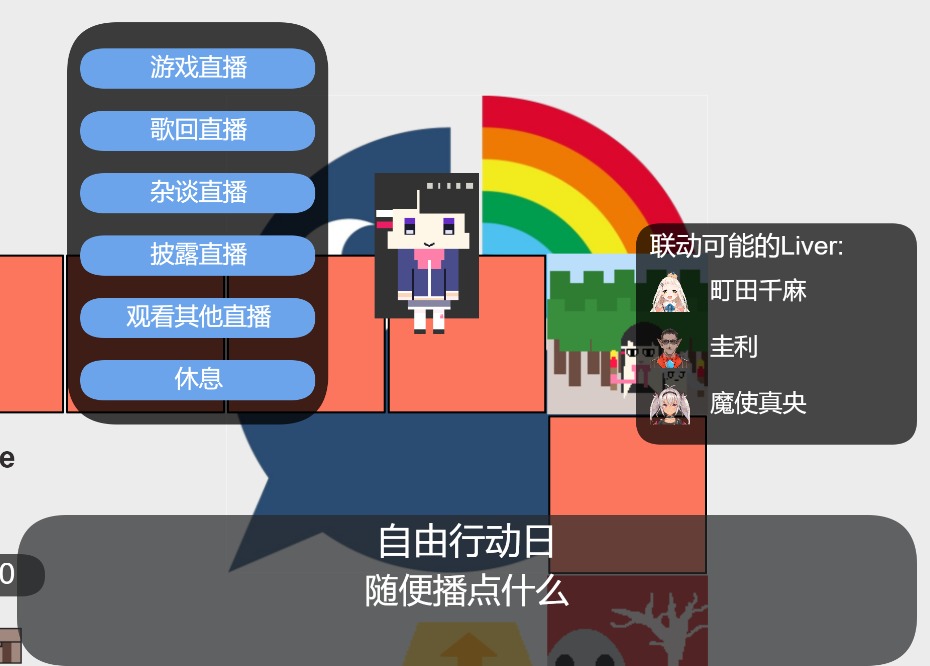 游戏直播
歌回直播
杂谈直播
披露直播
观看其他直播
休息
联动可能的Liver:
町田千麻
圭利
魔使真央
e
自由行动日
随便播点什么
0